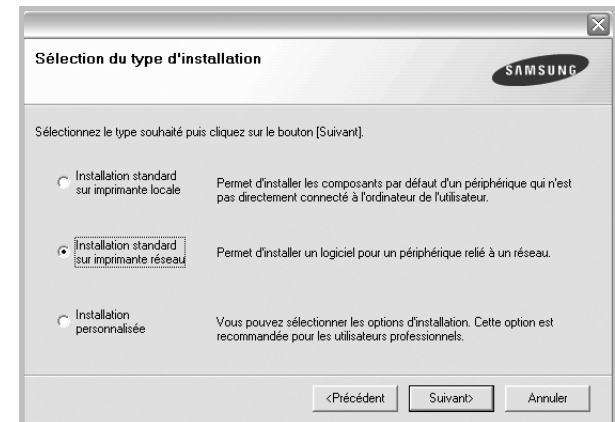 Sélection du type d'installation
SAMSUNG
Sélectionnez le type souhaité puis cliquez sur le bouton [Suivant].
Installation standard
sur imprimante locale
Permet d'installer les composants par défaut d'un périphérique qui n'est
pas directement connecté à l'ordinateur de l'utilisateur.
Installation standard
sur imprimante réseau
Permet d'installer un logiciel pour un périphérique relié à un réseau.
Installation
personnalisée
Vous pouvez sélectionner les options d'installation. Cette option est
recommandée pour les utilisateurs professionnels.
<Précédent
Suivant>
Annuler